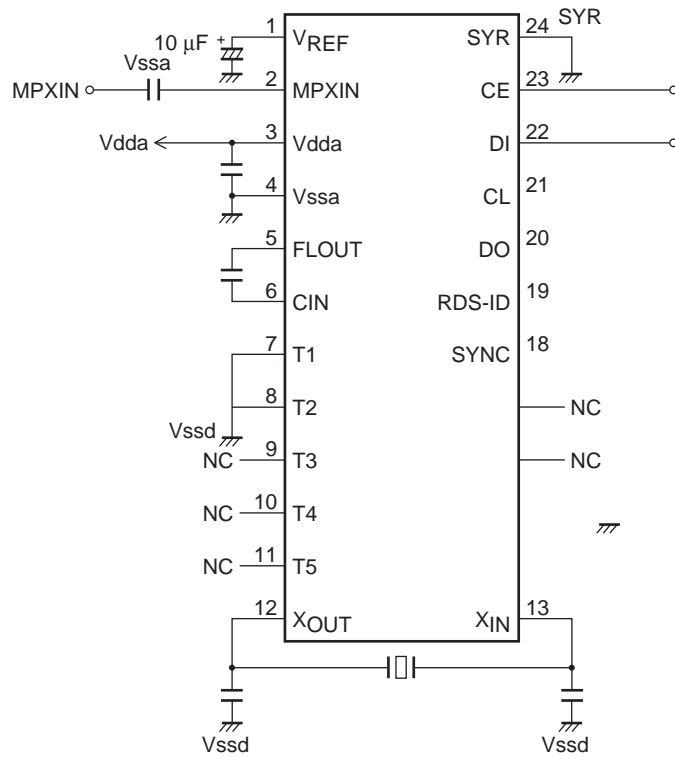 1 VREF SYR 24 SYR
10 μF +
Vssa
MPXIN 2 MPXIN CE 23
Vdda 3 Vdda DI 22
4 Vssa CL 21
5 FLOUT DO 20
6 CIN RDS-ID 19
7 T1 SYNC 18
8 T2 NC
Vssd
NC 9 T3 NC
NC 10 T4
NC 11 T5
12 XOUT XIN 13
Vssd Vssd